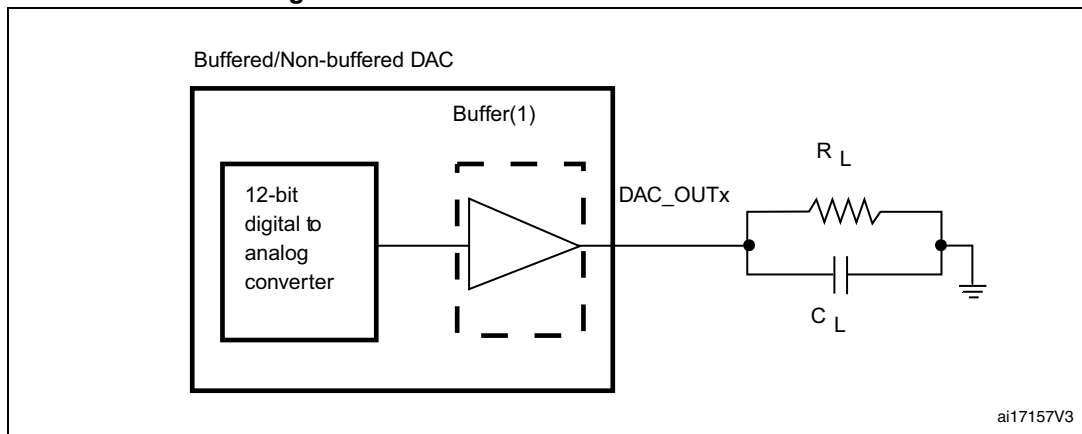 Buffered/Non-buffered DAC
Buffer(1)
12-bit
digital to
analog
converter
DAC_OUTx
R L
C L
ai17157V3